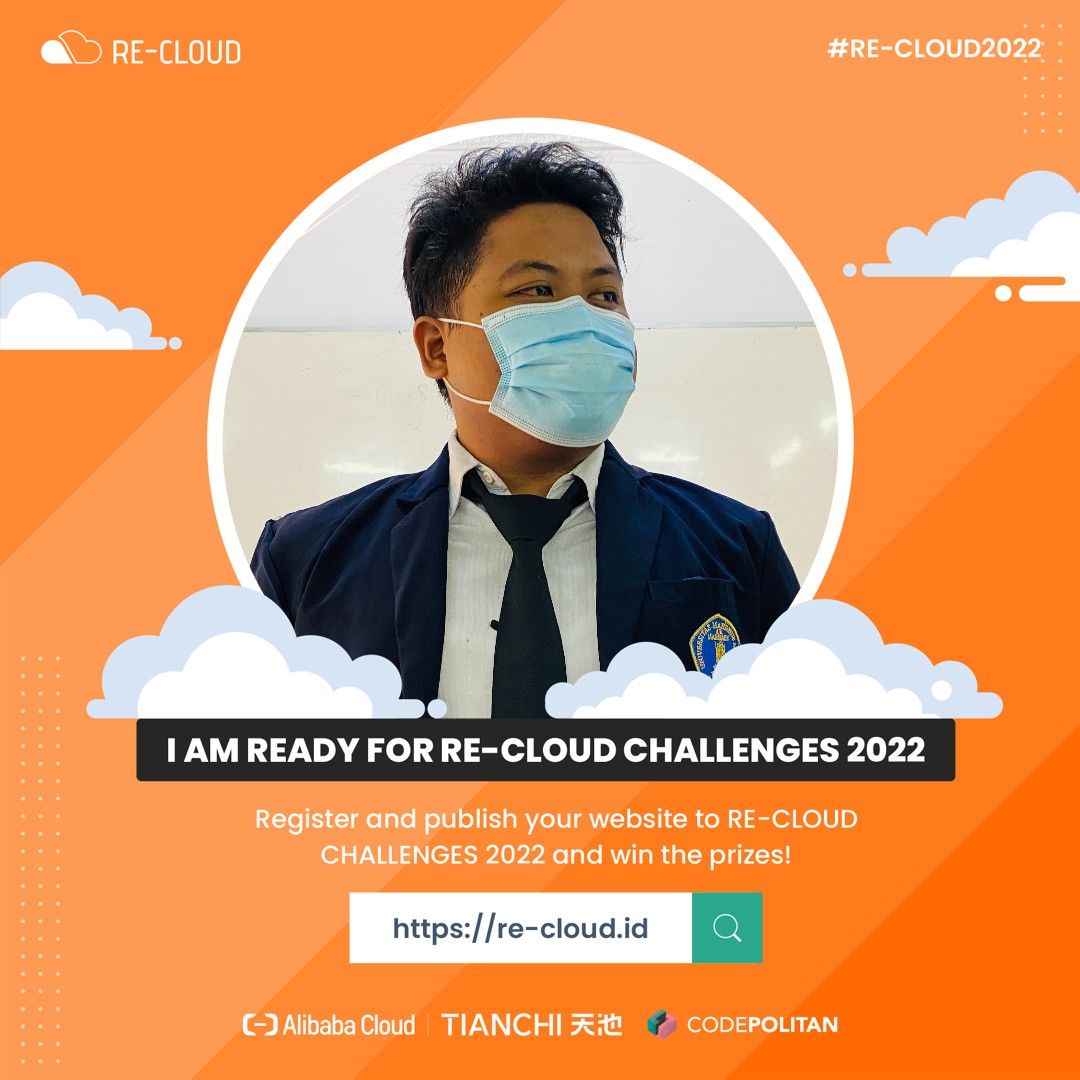 RE-CLOUD
#RE-CLOUD2022
I AM READY FOR RE-CLOUD CHALLENGES 2022
Register and publish your website to RE-CLOUD
CHALLENGES 2022 and win the prizes!
https://re-cloud.id
Alibaba Cloud
TIANCHI 天池
CODEPOLITAN